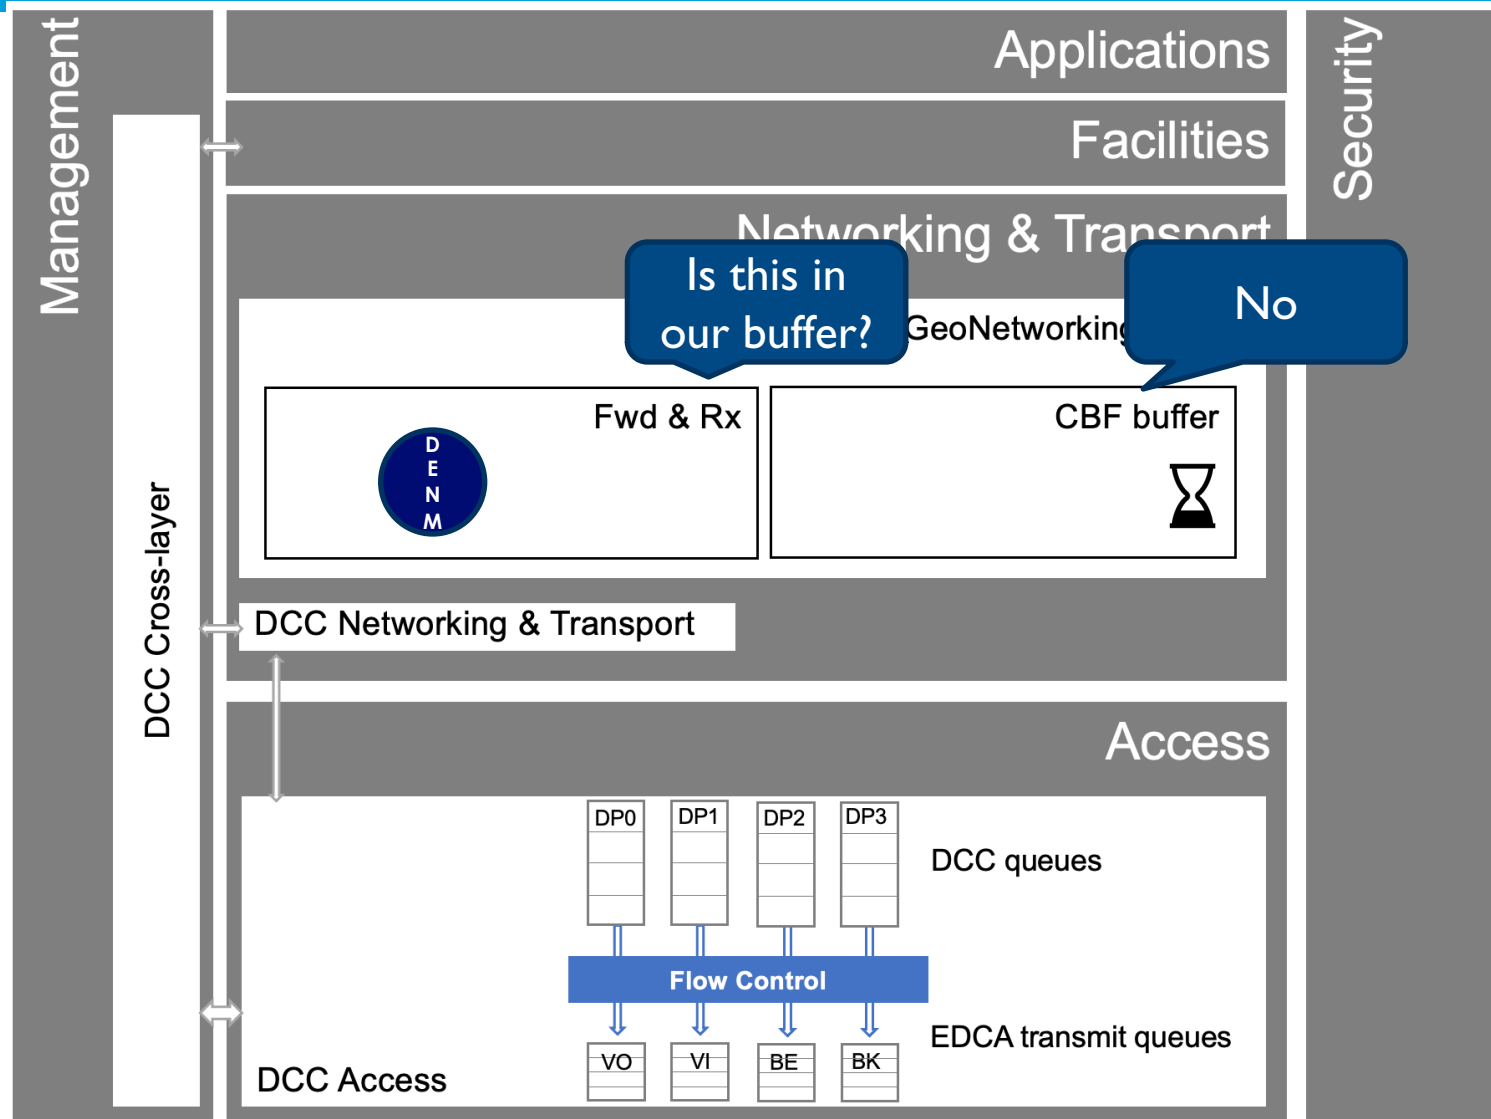 Management
Applications
Security
Facilities
Networking & Transport
Is this in
our buffer?
No
GeoNetworking
Fwd & Rx
CBF buffer
D
E
N
M
DCC Cross-layer
DCC Networking & Transport
Access
DP0
DP1
DP2
DP3
DCC queues
Flow Control
EDCA transmit queues
VO
VI
BE
BK
DCC Access